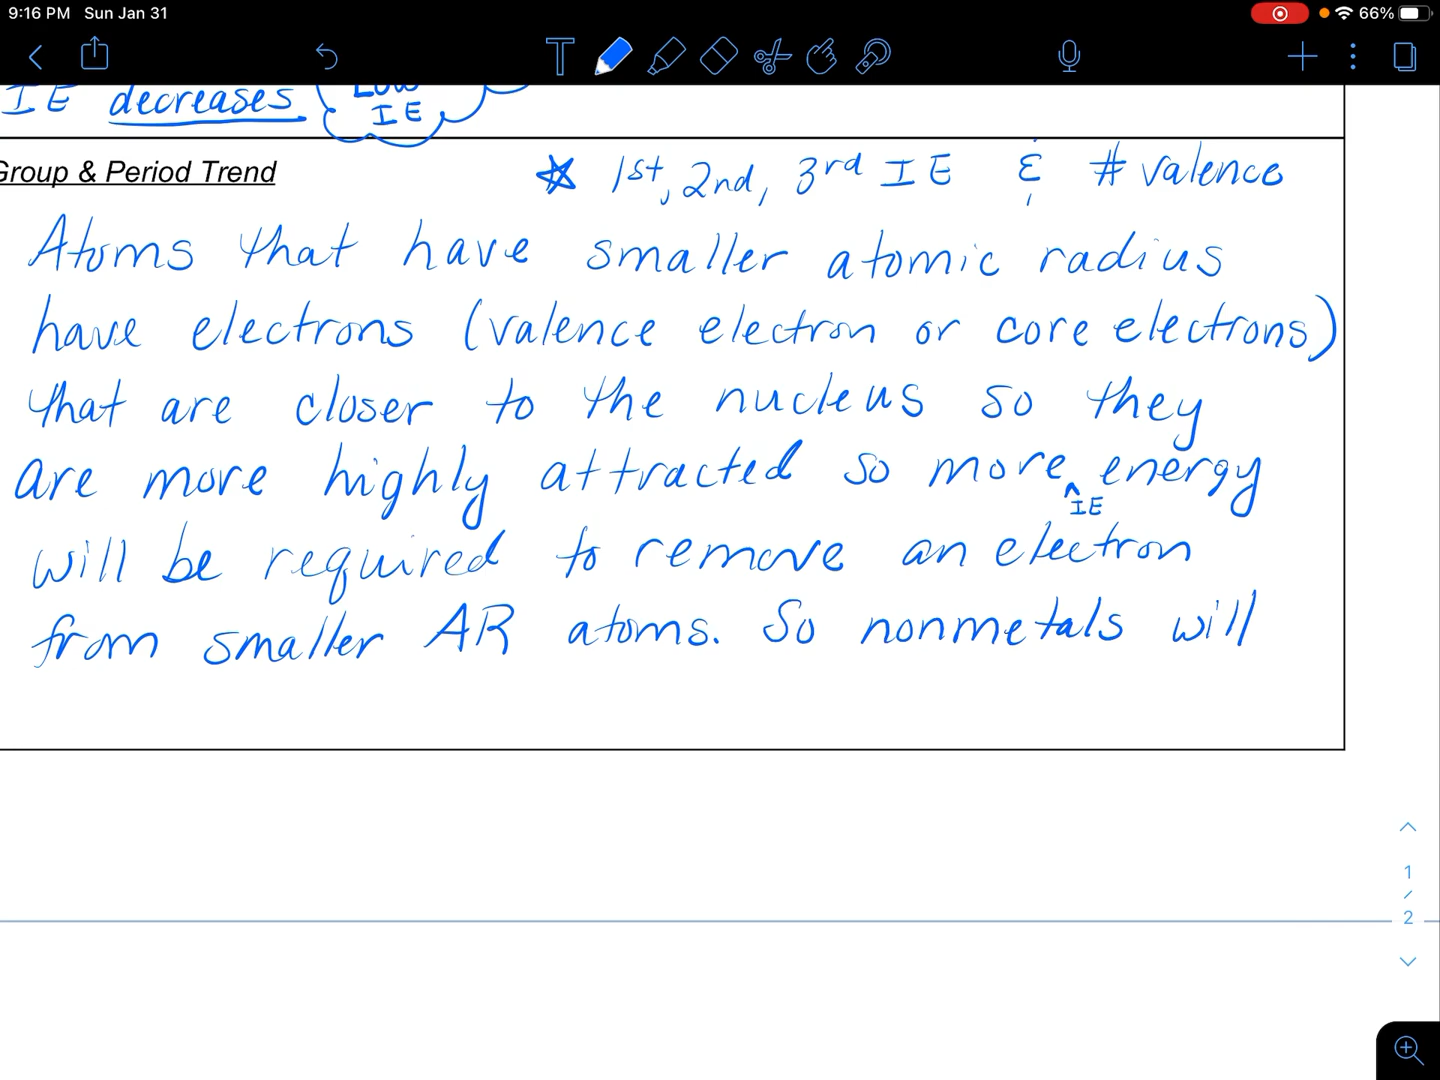 9:16 PM Sun Jan 31
66%
IE decreases
Low
IE
Group & Period Trend
☆ 1st, 2nd, 3rd IE & # valence
Atoms that have smaller atomic radius
have electrons (valence electron or core electrons)
that are closer to the nucleus so they
are more highly attracted so more ^ energy
IE
will be required to remove an electron
from smaller AR atoms. So nonmetals will
1
/
2